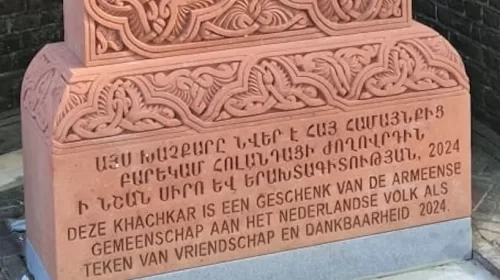 ԱՅՍ ԽԱՉՔԱՐԸ ՆՎԵՐ Է ՀԱՅ ՀԱՄԱՅՆՔԻՑ
ԲԱՐԵԿԱՄ ՀՈԼԱՆԴԱՑԻ ԺՈՂՈՎՐԴԻՆ
Ի ՆՇԱՆ ՍԻՐՈ ԵՎ ԵՐԱԽՏԱԳԻՏՈՒԹՅԱՆ, 2024
DEZE KHACHKAR IS EEN GESCHENK VAN DE ARMEENSE
GEMEENSCHAP AAN HET NEDERLANDSE VOLK ALS
TEKEN VAN VRIENDSCHAP EN DANKBAARHEID 2024.